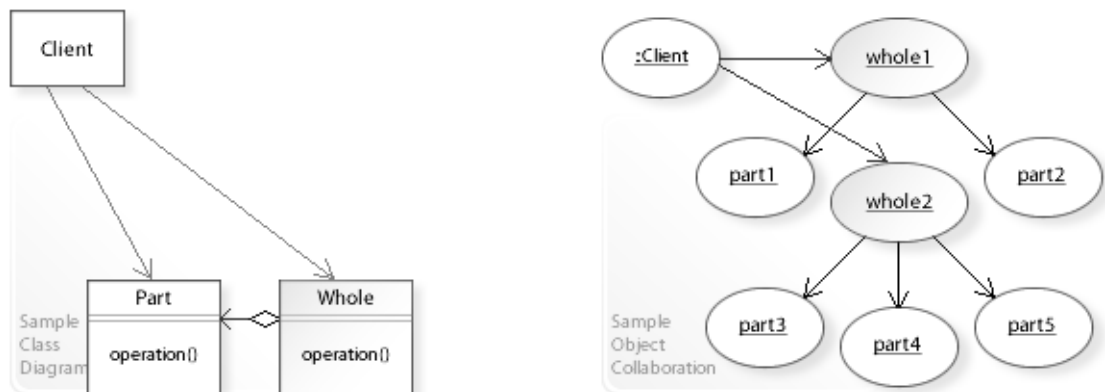 Client
Part
Whole
operation()
operation()
Sample
Class
Diagram
:Client
whole1
part1
part2
whole2
part3
part4
part5
Sample
Object
Collaboration